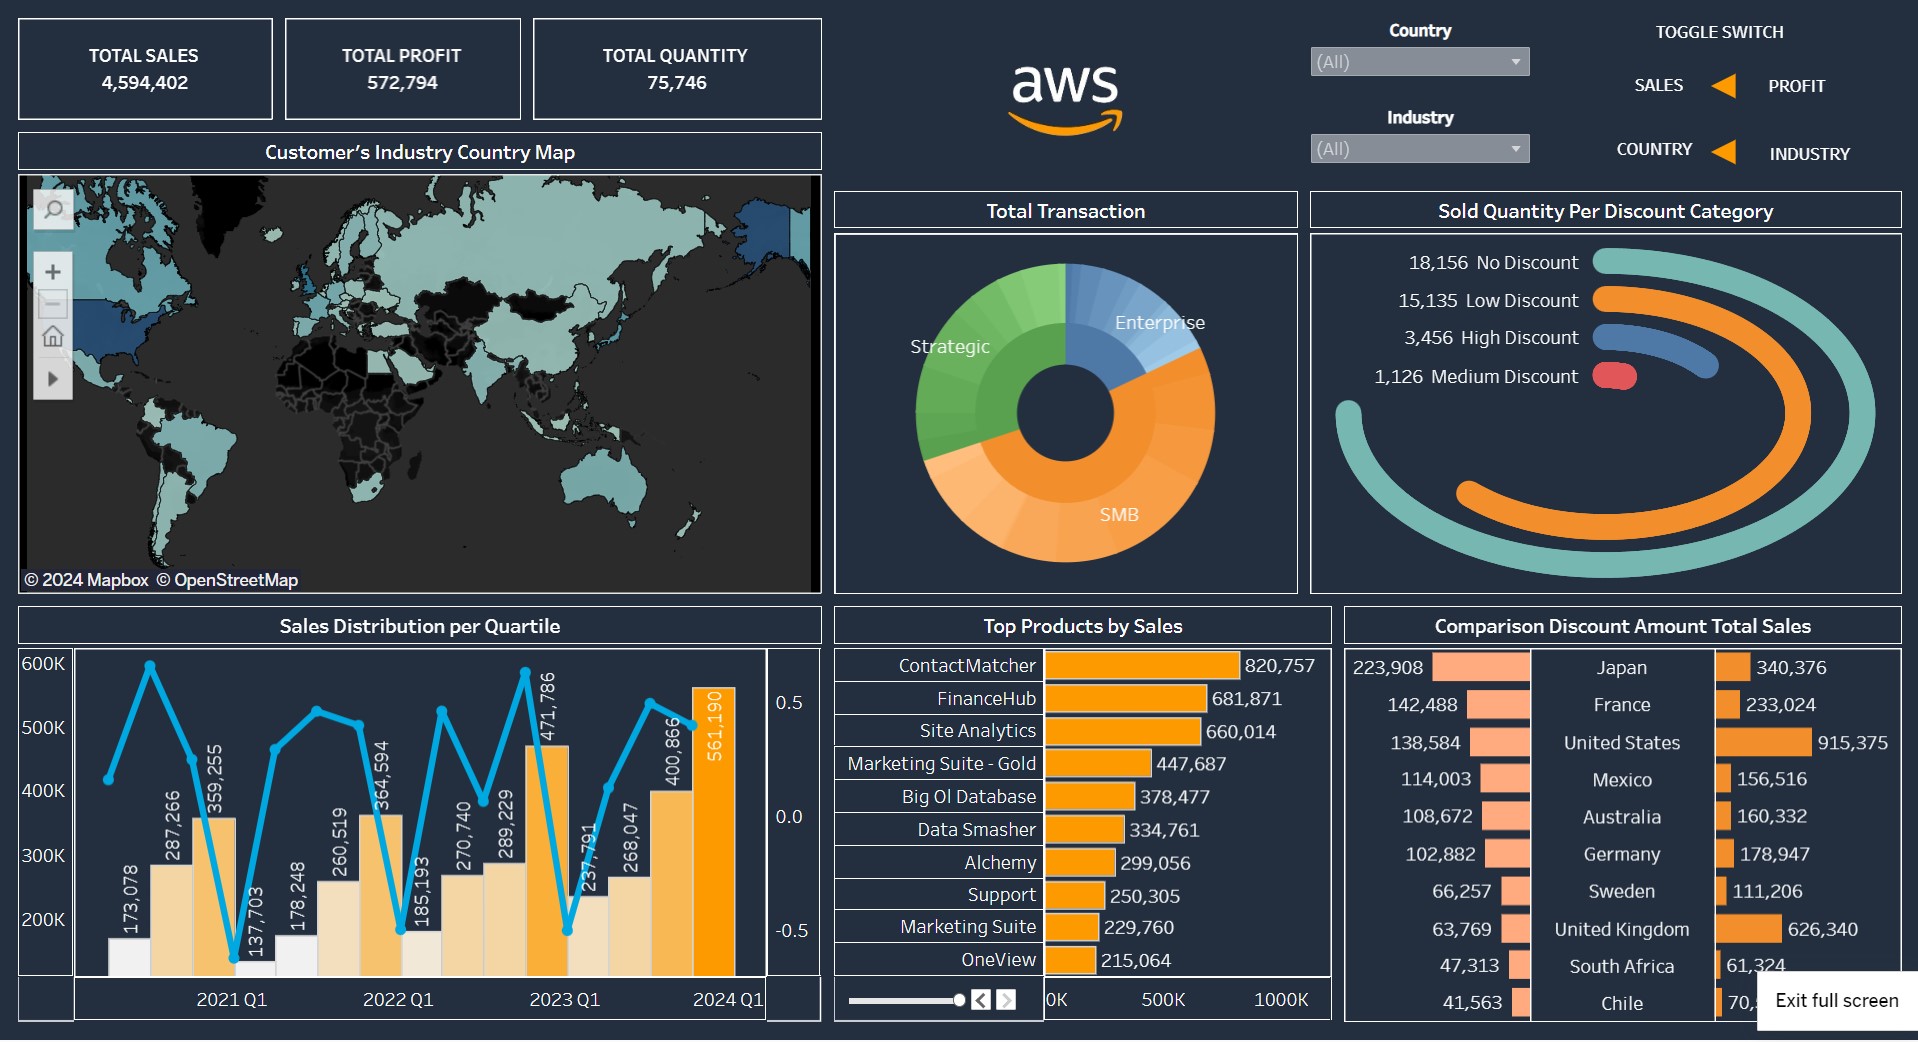 TOTAL SALES
4,594,402
TOTAL PROFIT
572,794
TOTAL QUANTITY
75,746
aws
Country
(All)
Industry
(All)
TOGGLE SWITCH
SALES PROFIT
COUNTRY INDUSTRY
Customer's Industry Country Map
© 2024 Mapbox © OpenStreetMap
Total Transaction
Enterprise
Strategic
SMB
Sold Quantity Per Discount Category
18,156 No Discount
15,135 Low Discount
3,456 High Discount
1,126 Medium Discount
Sales Distribution per Quartile
600K
500K
400K
300K
200K
173,078
287,266
359,255
137,703
178,248
260,519
364,594
185,193
270,740
289,229
471,786
237,791
268,047
400,866
561,190
0.5
0.0
-0.5
2021 Q1
2022 Q1
2023 Q1
2024 Q1
Top Products by Sales
ContactMatcher 820,757
FinanceHub 681,871
Site Analytics 660,014
Marketing Suite - Gold 447,687
Big Ol Database 378,477
Data Smasher 334,761
Alchemy 299,056
Support 250,305
Marketing Suite 229,760
OneView 215,064
0K 500K 1000K
Comparison Discount Amount Total Sales
223,908 Japan 340,376
142,488 France 233,024
138,584 United States 915,375
114,003 Mexico 156,516
108,672 Australia 160,332
102,882 Germany 178,947
66,257 Sweden 111,206
63,769 United Kingdom 626,340
47,313 South Africa 61,324
41,563 Chile
Exit full screen